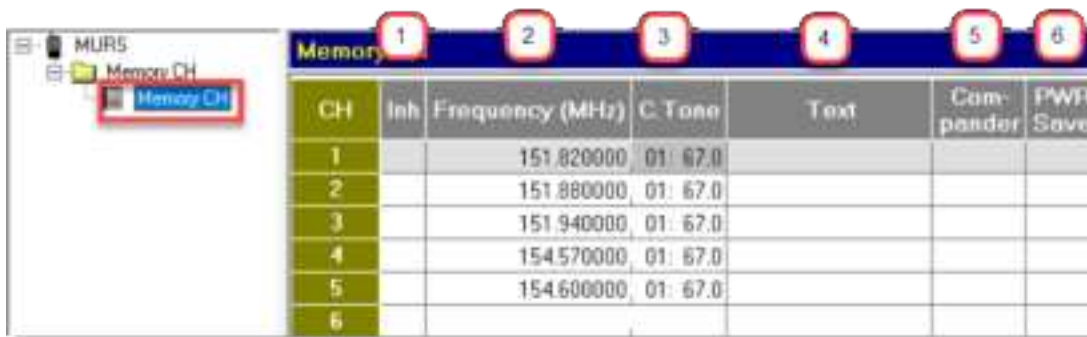 MURS
Memory CH
Memory CH
1 2 3 4 5 6
Memory
CH Inh Frequency (MHz) C.Tone Text Com-pander PWR Save
1 151.820000 01: 67.0
2 151.880000 01: 67.0
3 151.940000 01: 67.0
4 154.570000 01: 67.0
5 154.600000 01: 67.0
6